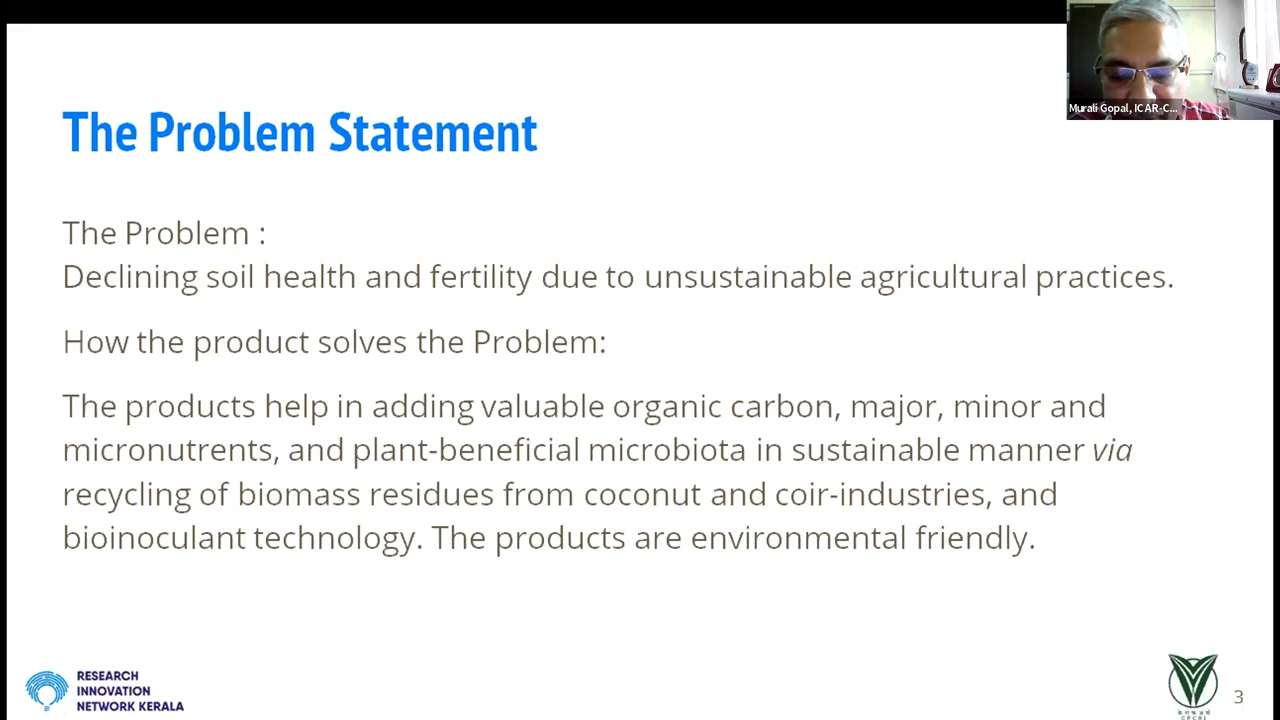 Murali Gopal, ICAR-C...
The Problem Statement
The Problem :
Declining soil health and fertility due to unsustainable agricultural practices.
How the product solves the Problem:
The products help in adding valuable organic carbon, major, minor and
micronutrents, and plant-beneficial microbiota in sustainable manner via
recycling of biomass residues from coconut and coir-industries, and
bioinoculant technology. The products are environmental friendly.
RESEARCH
INNOVATION
NETWORK KERALA
CPCRI
3